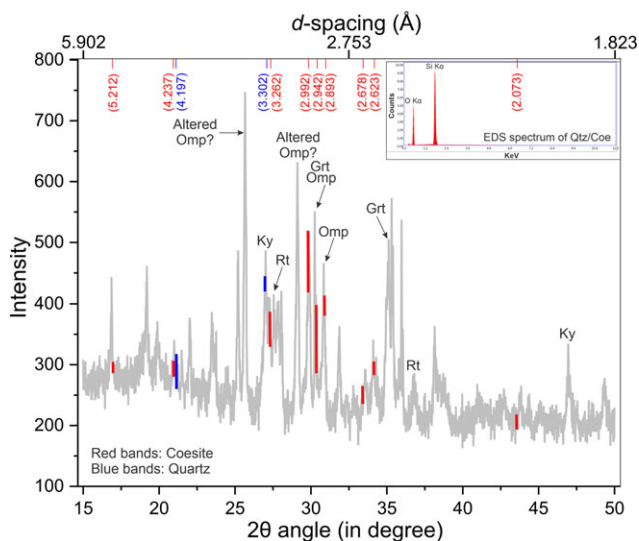 d-spacing (Å)
5.902 2.753 1.823
800
700
600
500
400
300
200
100
Intensity
(5.212)
(4.237)
(4.197)
(3.302)
(3.262)
(2.992)
(2.942)
(2.893)
(2.678)
(2.623)
(2.073)
Si Kα
O Kα
Counts
EDS spectrum of Qtz/Coe
KeV
Altered
Omp?
Altered
Omp?
Grt
Omp
Ky
Rt
Omp
Grt
Rt
Ky
Red bands: Coesite
Blue bands: Quartz
15 20 25 30 35 40 45 50
2θ angle (in degree)